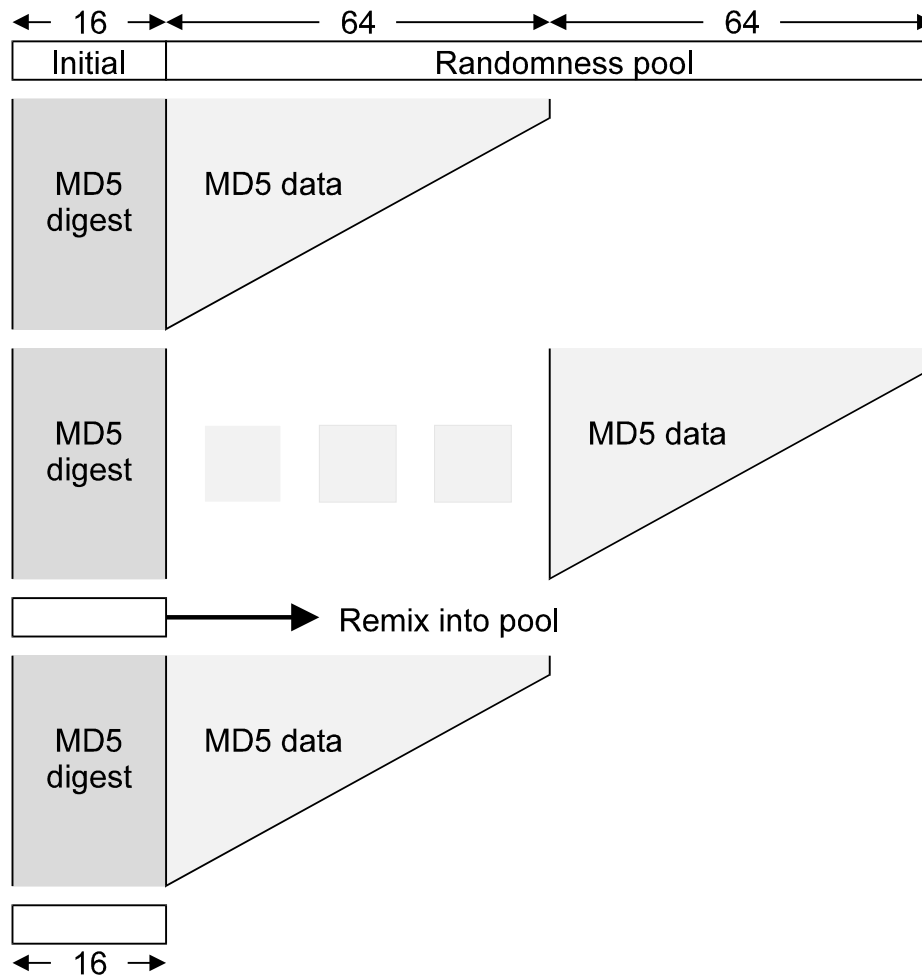 16 64 64
Initial Randomness pool
MD5 data
MD5
digest
MD5 data
MD5
digest
Remix into pool
MD5 data
MD5
digest
16